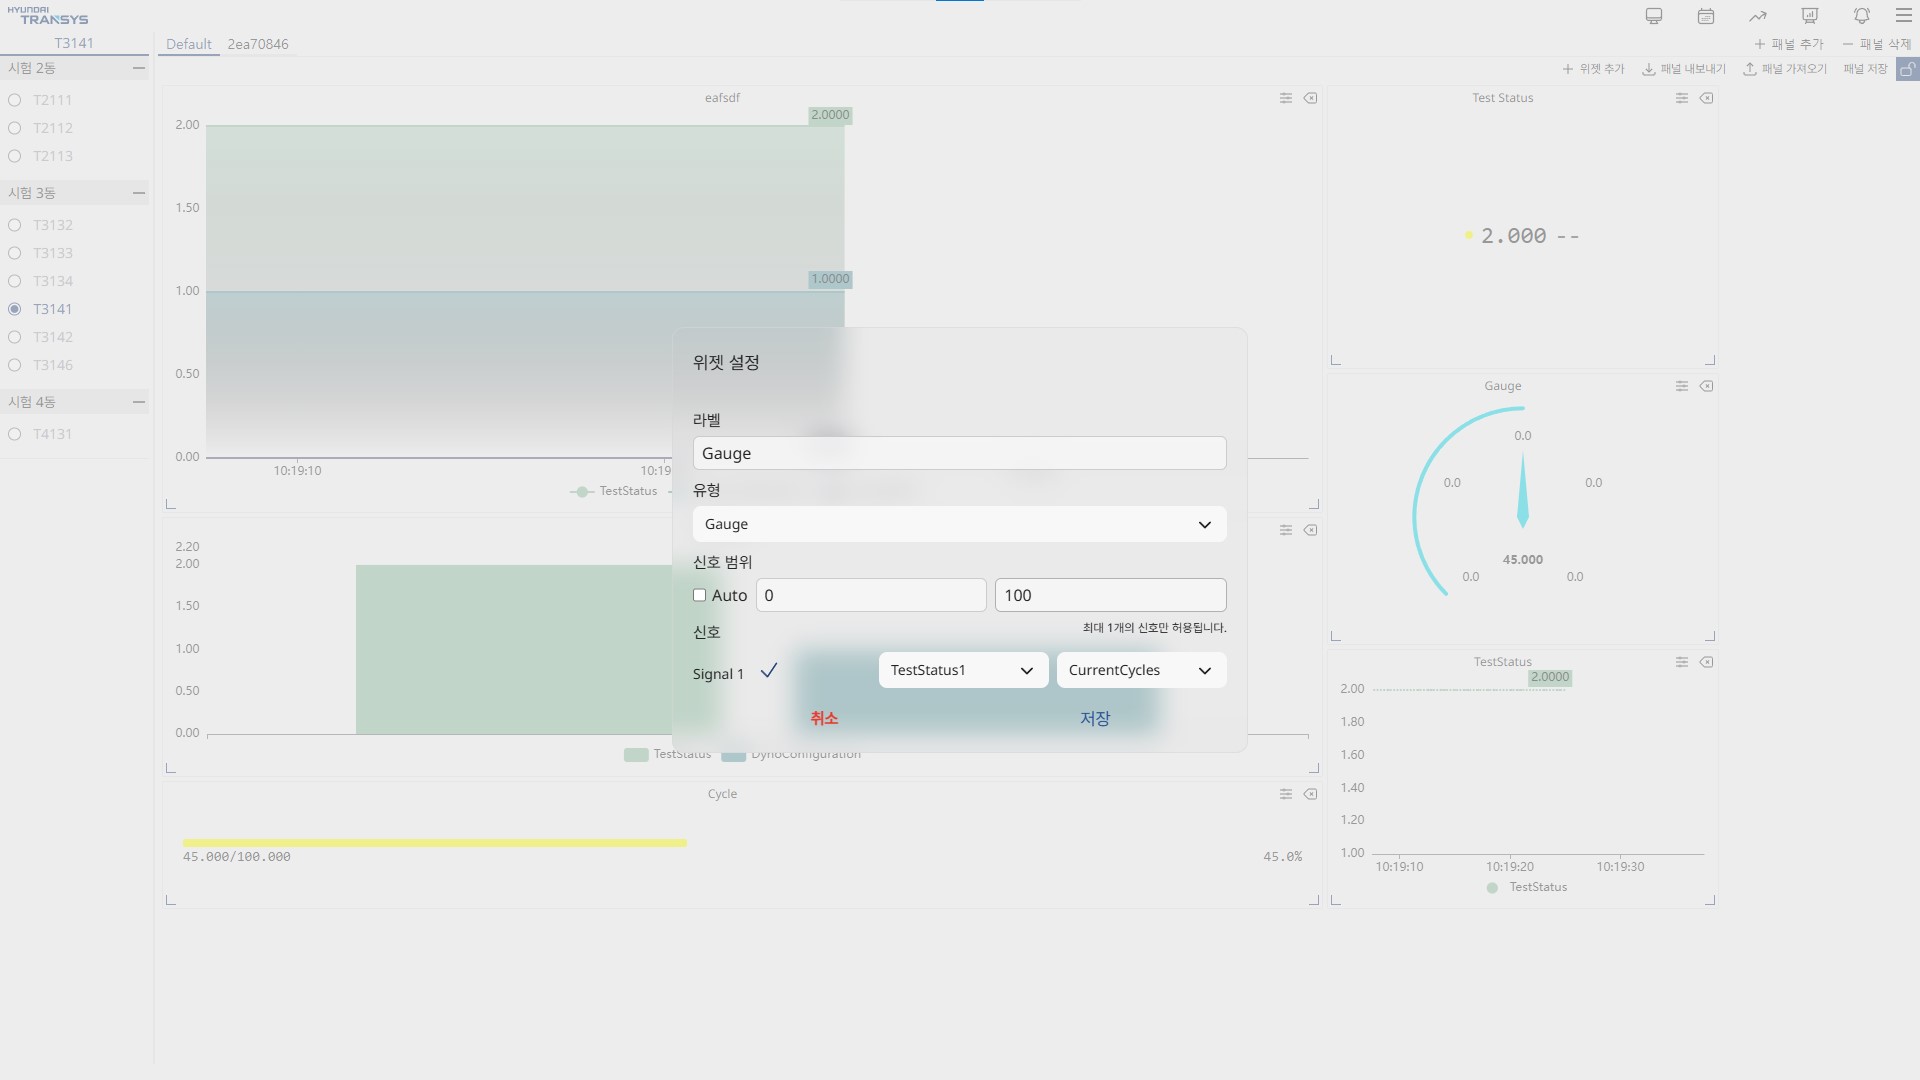 HYUNDAI
TRANSYS
T3141
Default 2ea70846
패널 추가 패널 삭제
위젯 추가 패널 내보내기 패널 가져오기 패널 저장
시험 2동
T2111
T2112
T2113
시험 3동
T3132
T3133
T3134
T3141
T3142
T3146
시험 4동
T4131
eafsdf
2.0000
2.00
1.50
1.0000
1.00
0.50
0.00
10:19:10 10:19
TestStatus
2.20
2.00
1.50
1.00
0.50
0.00
TestStatus DynoConfiguration
Cycle
45.000/100.000 45.0%
위젯 설정
라벨
Gauge
유형
Gauge
신호 범위
Auto 0 100
신호 최대 1개의 신호만 허용됩니다.
Signal 1 TestStatus1 CurrentCycles
취소 저장
Test Status
2.000 --
Gauge
0.0
0.0 0.0
45.000
0.0 0.0
TestStatus
2.0000
2.00
1.80
1.60
1.40
1.20
1.00
10:19:10 10:19:20 10:19:30
TestStatus